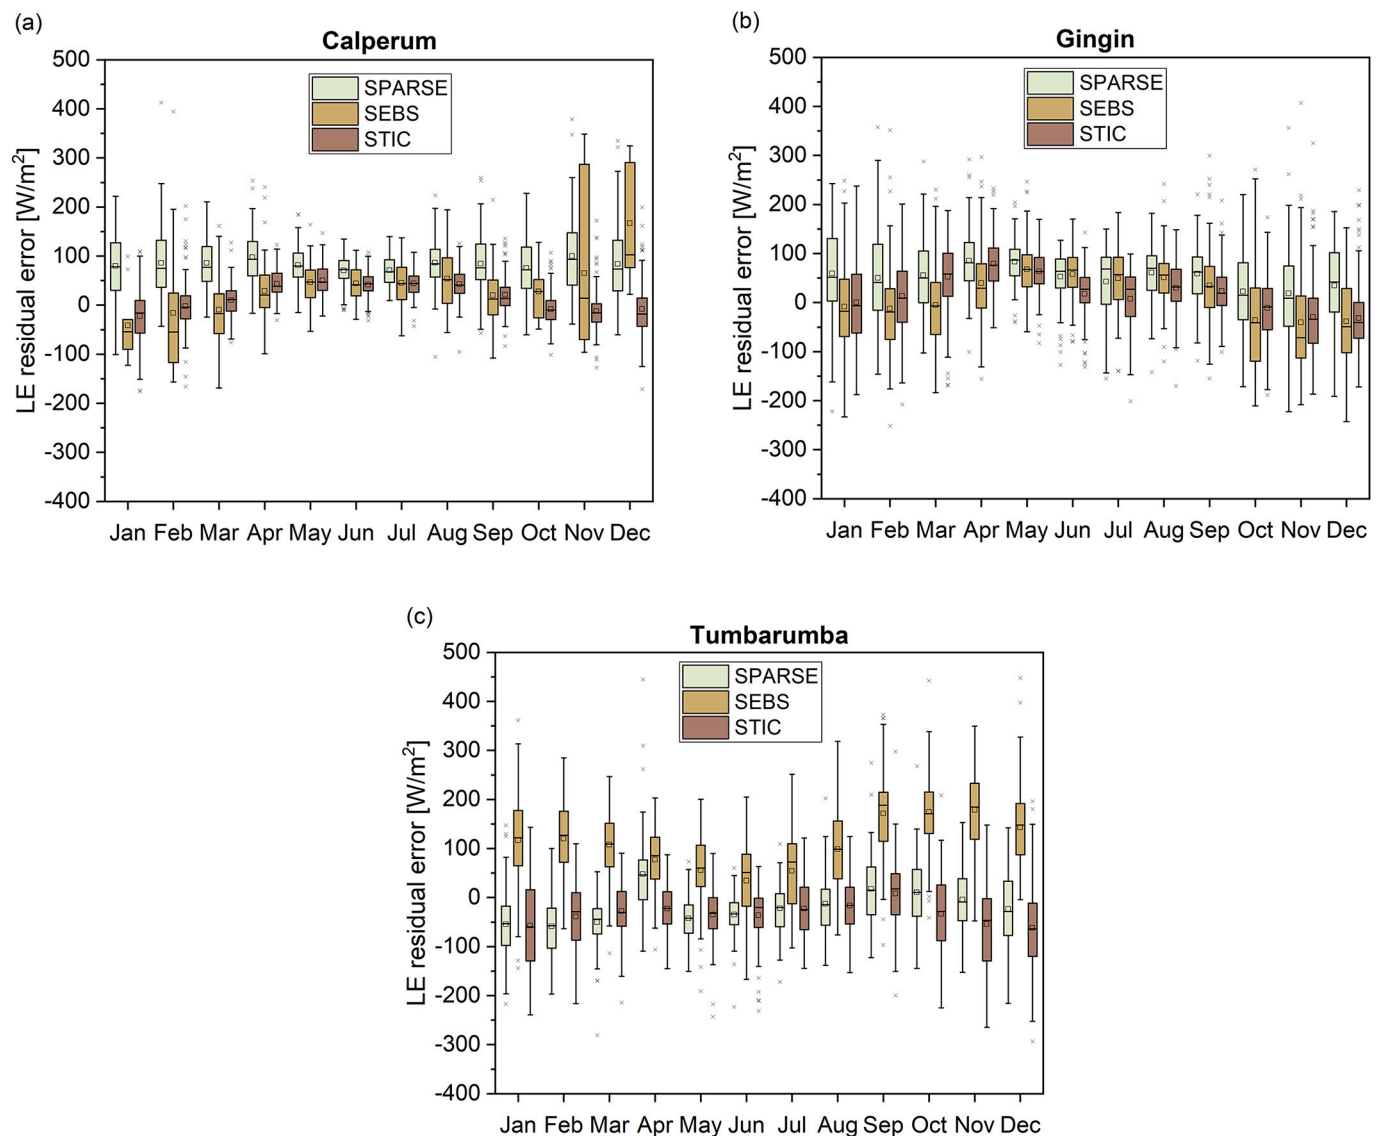 (a)
Calperum
500
400
300
200
100
0
-100
-200
-300
-400
LE residual error [W/m²]
SPARSE
SEBS
STIC
Jan Feb Mar Apr May Jun Jul Aug Sep Oct Nov Dec
(b)
Gingin
500
400
300
200
100
0
-100
-200
-300
-400
LE residual error [W/m²]
SPARSE
SEBS
STIC
Jan Feb Mar Apr May Jun Jul Aug Sep Oct Nov Dec
(c)
Tumbarumba
500
400
300
200
100
0
-100
-200
-300
-400
LE residual error [W/m²]
SPARSE
SEBS
STIC
Jan Feb Mar Apr May Jun Jul Aug Sep Oct Nov Dec